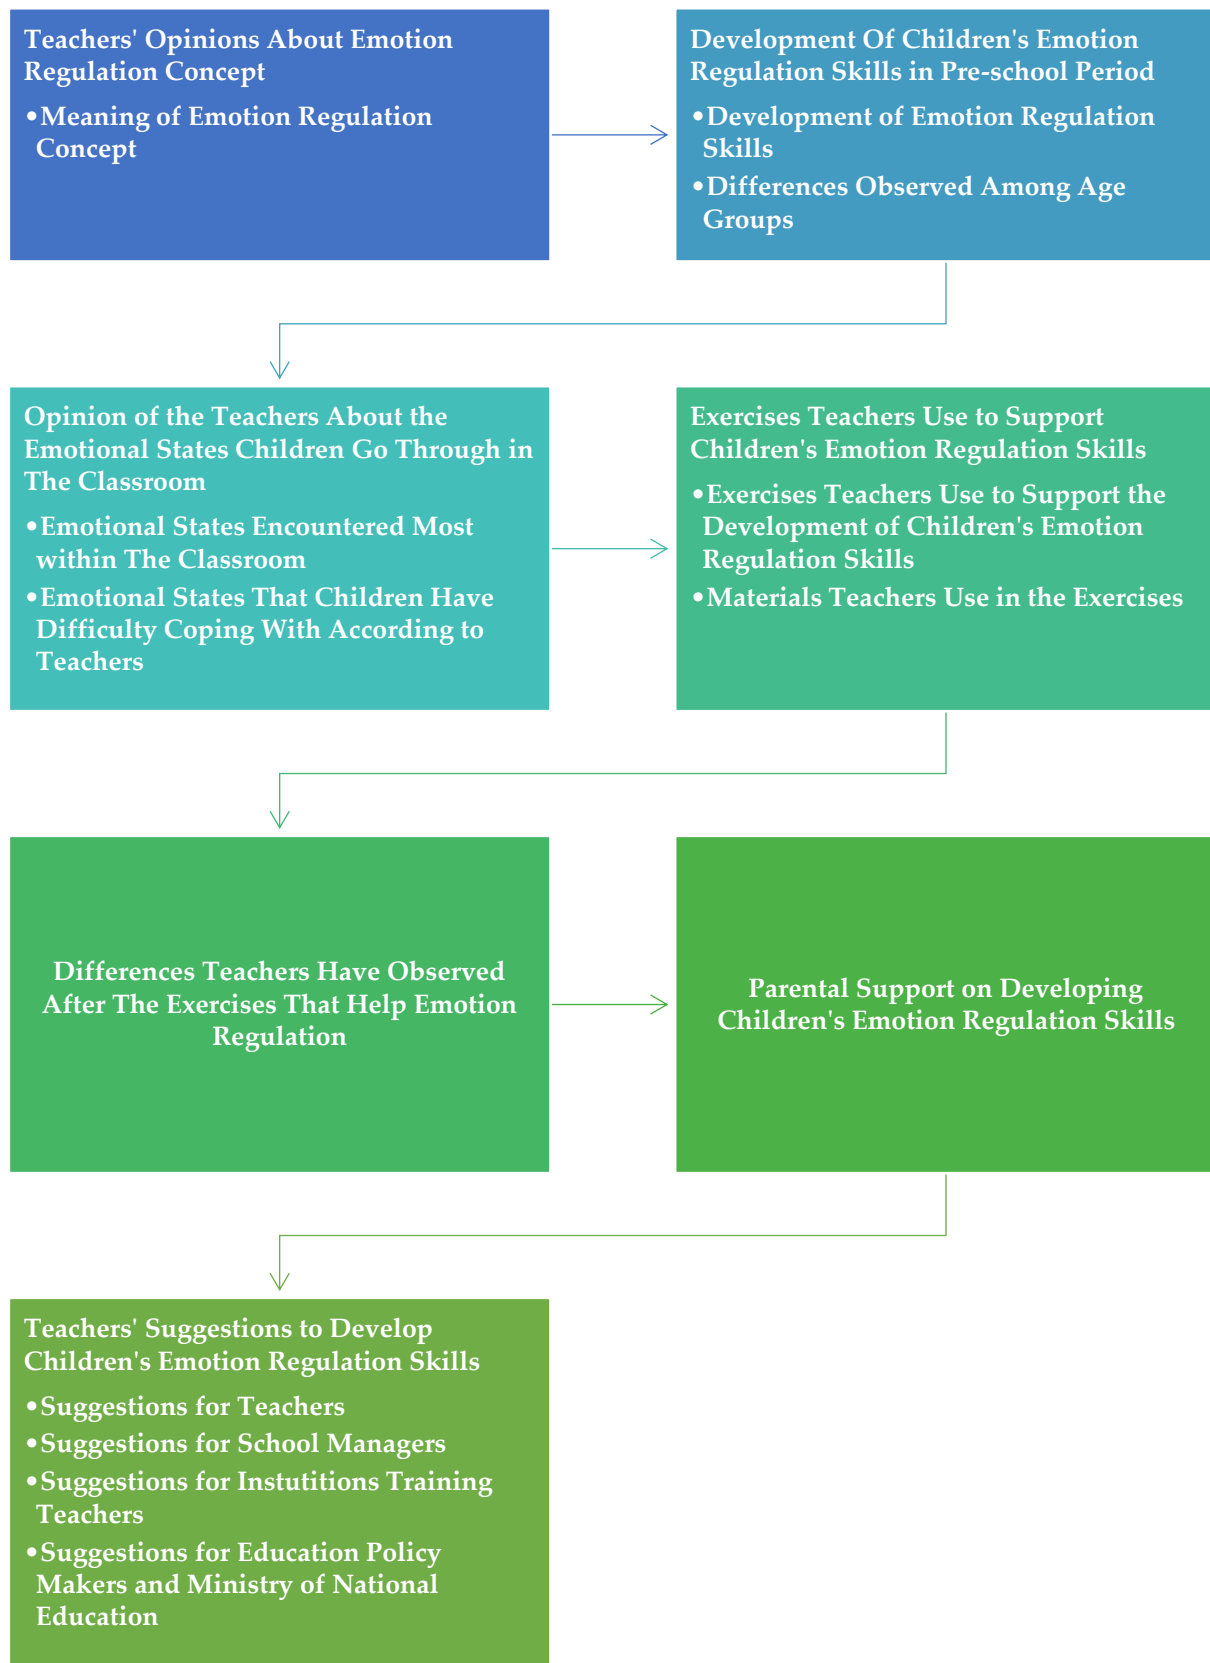 Teachers' Opinions About Emotion
Regulation Concept
•Meaning of Emotion Regulation
Concept
Development Of Children's Emotion
Regulation Skills in Pre-school Period
•Development of Emotion Regulation
Skills
•Differences Observed Among Age
Groups
Opinion of the Teachers About the
Emotional States Children Go Through in
The Classroom
•Emotional States Encountered Most
within The Classroom
•Emotional States That Children Have
Difficulty Coping With According to
Teachers
Exercises Teachers Use to Support
Children's Emotion Regulation Skills
•Exercises Teachers Use to Support the
Development of Children's Emotion
Regulation Skills
•Materials Teachers Use in the Exercises
Differences Teachers Have Observed
After The Exercises That Help Emotion
Regulation
Parental Support on Developing
Children's Emotion Regulation Skills
Teachers' Suggestions to Develop
Children's Emotion Regulation Skills
•Suggestions for Teachers
•Suggestions for School Managers
•Suggestions for Instutitions Training
Teachers
•Suggestions for Education Policy
Makers and Ministry of National
Education